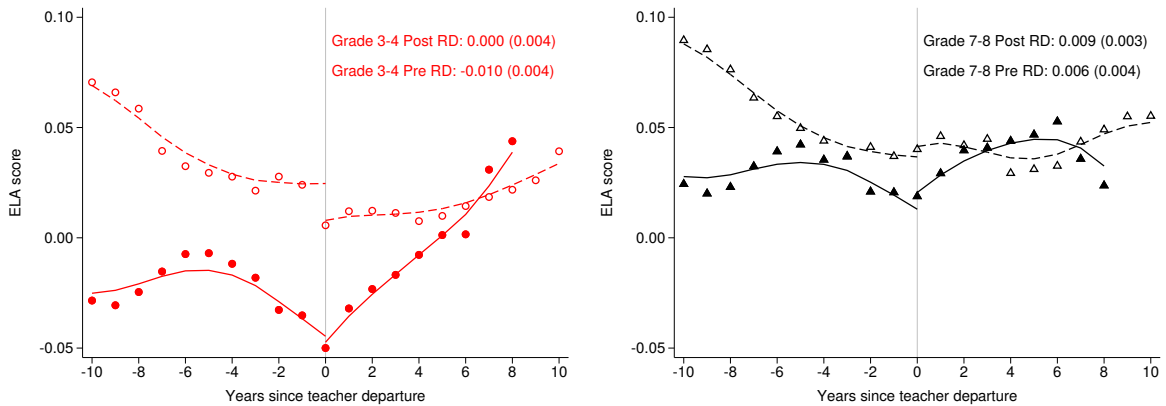 0.10
0.05
0.00
-0.05
ELA score
Grade 3-4 Post RD: 0.000 (0.004)
Grade 3-4 Pre RD: -0.010 (0.004)
-10 -8 -6 -4 -2 0 2 4 6 8 10
Years since teacher departure
0.10
0.05
0.00
-0.05
ELA score
Grade 7-8 Post RD: 0.009 (0.003)
Grade 7-8 Pre RD: 0.006 (0.004)
-10 -8 -6 -4 -2 0 2 4 6 8 10
Years since teacher departure